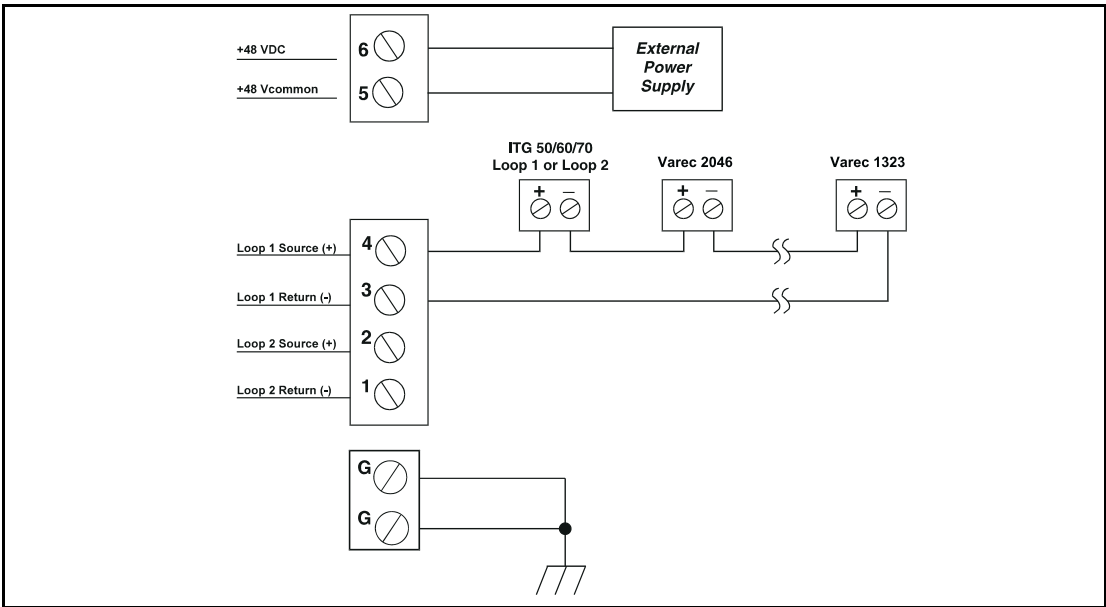 +48 VDC
6
+48 Vcommon
5
External
Power
Supply
ITG 50/60/70
Loop 1 or Loop 2
Varec 2046
Varec 1323
+ −
+ −
+ −
Loop 1 Source (+)
4
Loop 1 Return (-)
3
Loop 2 Source (+)
2
Loop 2 Return (-)
1
G
G